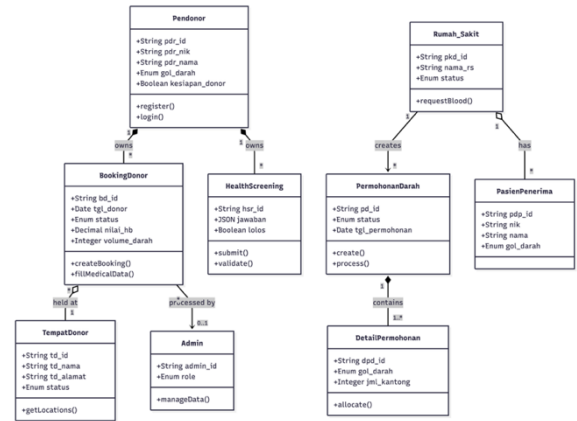 Pendonor
+String pdr_id
+String pdr_nik
+String pdr_nama
+Enum gol_darah
+Boolean kesiapan_donor
+register()
+login()
owns
owns
BookingDonor
+String bd_id
+Date tgl_donor
+Enum status
+Decimal nilai_hb
+Integer volume_darah
+createBooking()
+fillMedicalData()
HealthScreening
+String hsr_id
+JSON jawaban
+Boolean lolos
+submit()
+validate()
held at
processed by
TempatDonor
+String td_id
+String td_nama
+String td_alamat
+Enum status
+getLocations()
Admin
+String admin_id
+Enum role
+manageData()
Rumah_Sakit
+String pkd_id
+String nama_rs
+Enum status
+requestBlood()
creates
has
PermohonanDarah
+String pd_id
+Enum status
+Date tgl_permohonan
+create()
+process()
PasienPenerima
+String pdp_id
+String nik
+String nama
+Enum gol_darah
contains
DetailPermohonan
+String dpd_id
+Enum gol_darah
+Integer jml_kantong
+allocate()